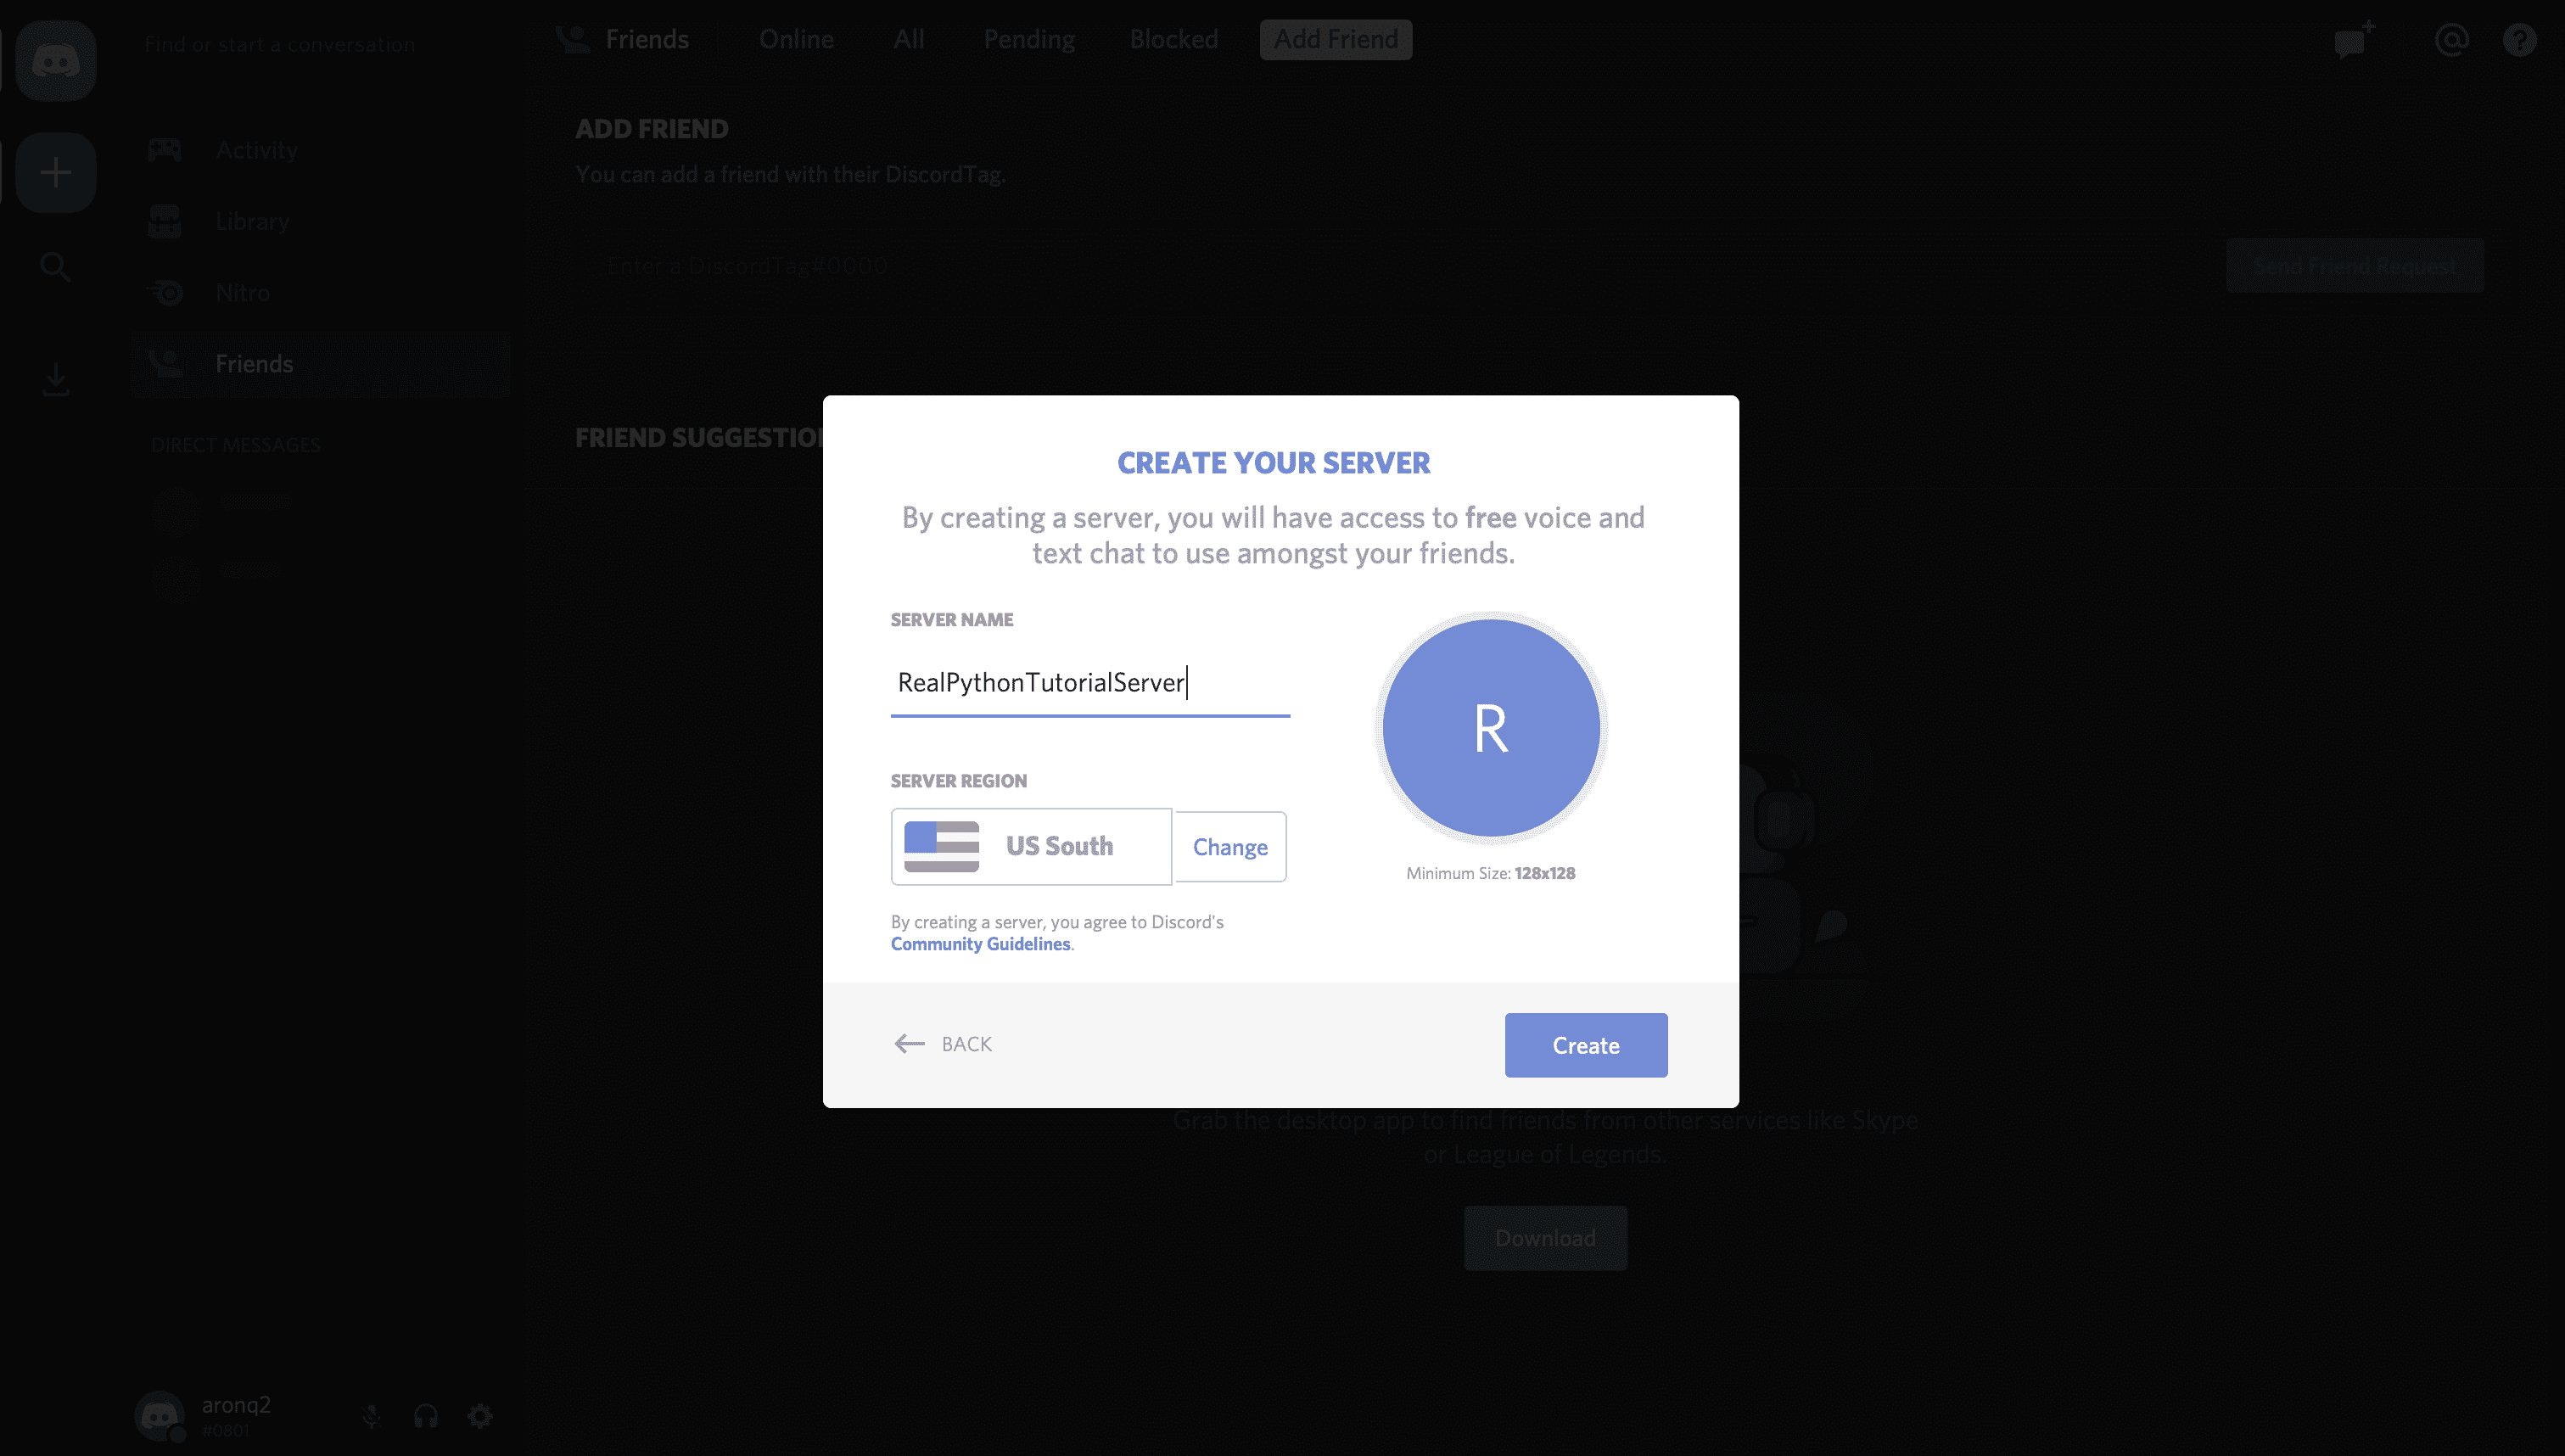 Find or start a conversation
Friends
Online
All
Pending
Blocked
Add Friend
Activity
Library
Nitro
Friends
DIRECT MESSAGES
ADD FRIEND
You can add a friend with their DiscordTag.
Enter a DiscordTag#0000
Send Friend Request
FRIEND SUGGESTION
CREATE YOUR SERVER
By creating a server, you will have access to free voice and
text chat to use amongst your friends.
SERVER NAME
RealPythonTutorialServer
R
Minimum Size: 128x128
SERVER REGION
US South
Change
By creating a server, you agree to Discord's
Community Guidelines.
BACK
Create
Grab the desktop app to find friends from other services like Skype
or League of Legends.
Download
aronq2
#0801